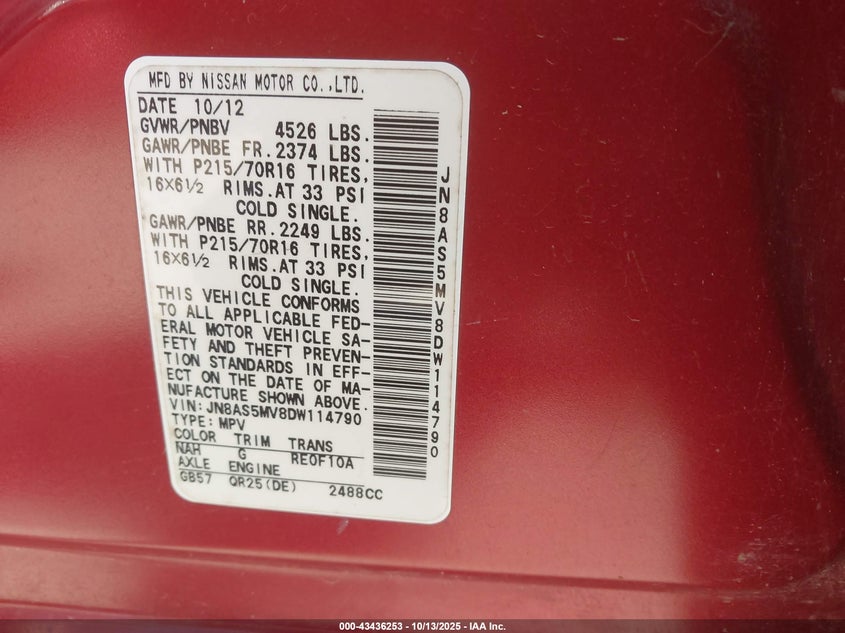 MFD BY NISSAN MOTOR CO.,LTD.
DATE 10/12
GVWR/PNBV 4526 LBS.
GAWR/PNBE FR.2374 LBS.
WITH P215/70R16 TIRES,
16X6½ RIMS.AT 33 PSI
COLD SINGLE.
GAWR/PNBE RR.2249 LBS.
WITH P215/70R16 TIRES,
16X6½ RIMS.AT 33 PSI
COLD SINGLE.
THIS VEHICLE CONFORMS
TO ALL APPLICABLE FED-
ERAL MOTOR VEHICLE SA-
FETY AND THEFT PREVEN-
TION STANDARDS IN EFF-
ECT ON THE DATE OF MA-
NUFACTURE SHOWN ABOVE.
VIN:JN8AS5MV8DW114790
TYPE:MPV
COLOR TRIM TRANS
NAH G RE0F10A
AXLE ENGINE
GB57 QR25(DE) 2488CC
JN8AS5MV8DW114790
000-43436253 - 10/13/2025 - IAA Inc.